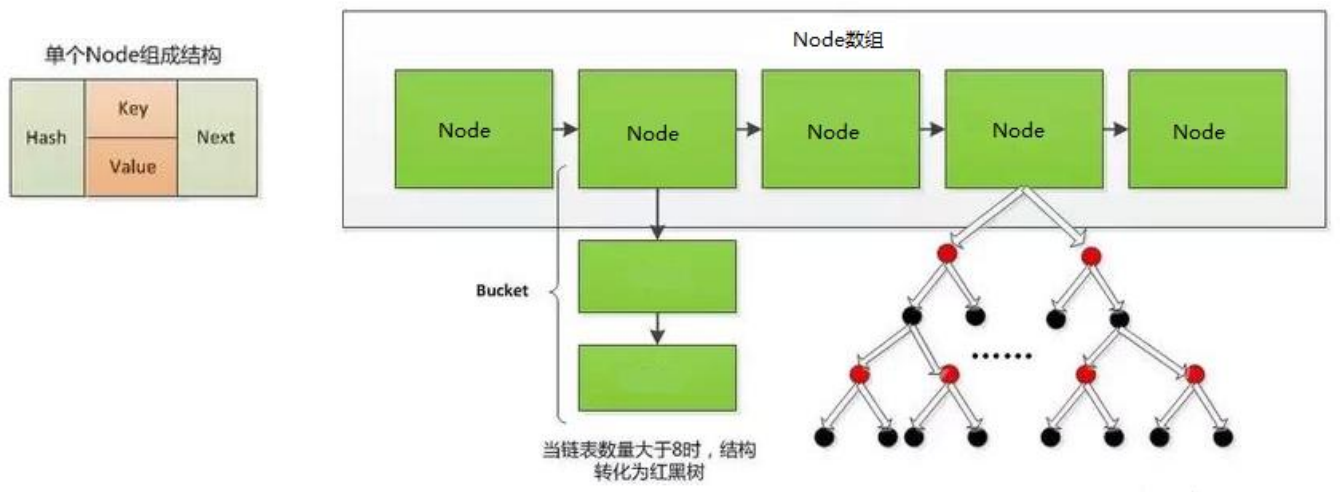 单个Node组成结构
Hash
Key
Value
Next
Node数组
Node
Node
Node
Node
Node
Bucket
当链表数量大于8时，结构
转化为红黑树